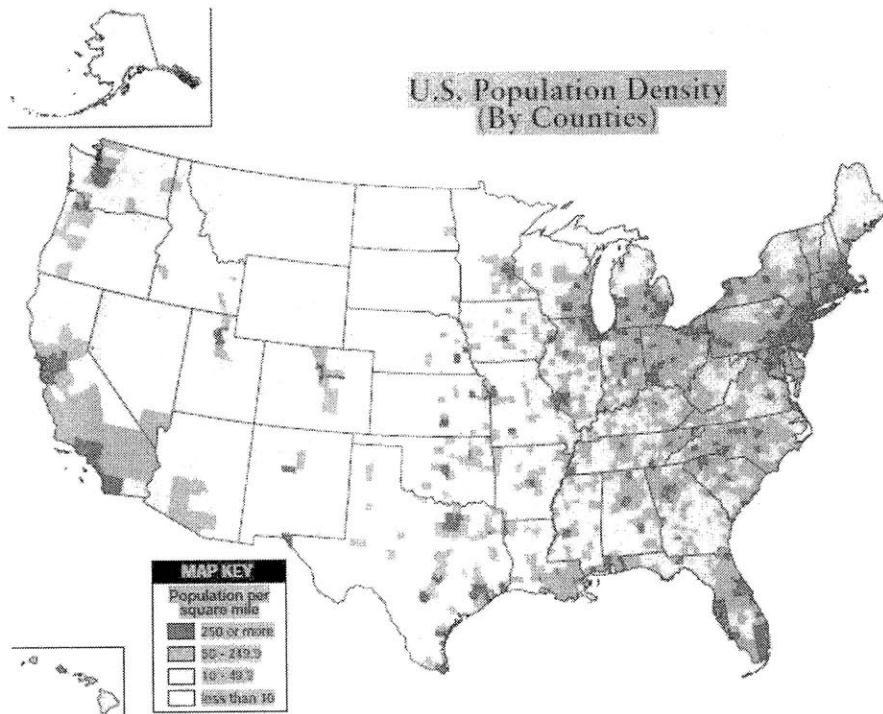 U.S. Population Density
(By Counties)
MAP KEY
Population per
square mile
250 or more
50 - 249.9
10 - 49.9
less than 10